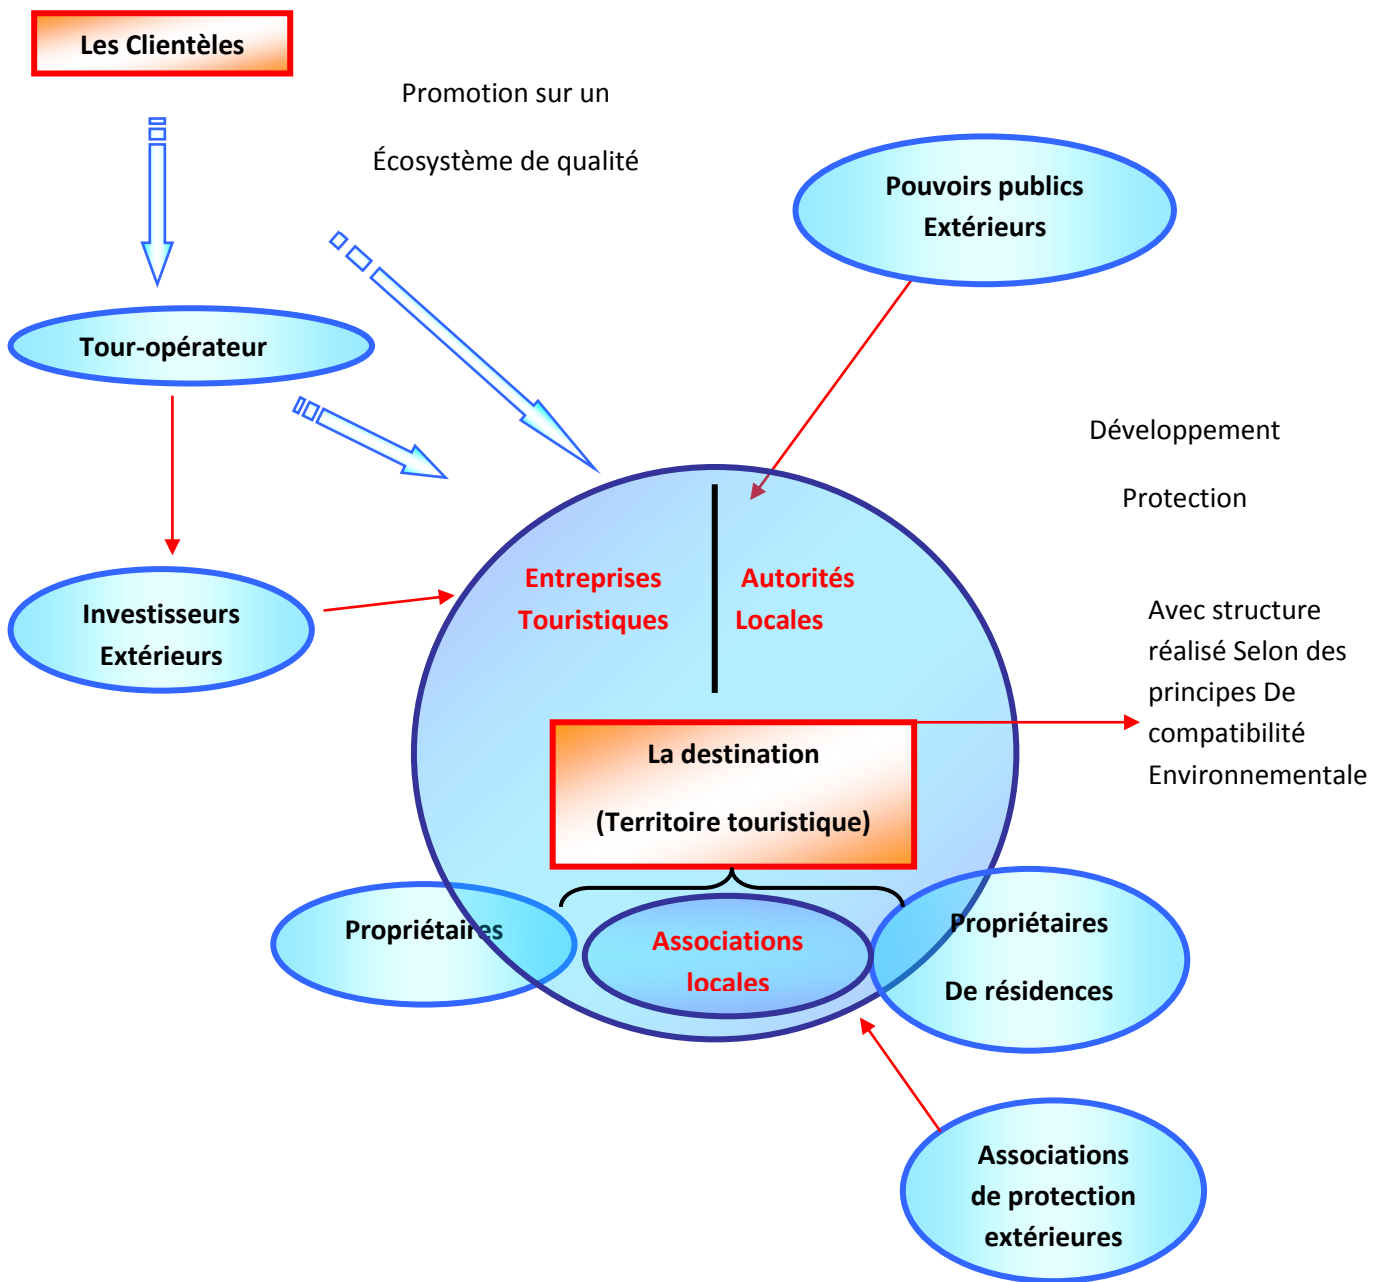 Les Clientèles
Promotion sur un
Écosystème de qualité
Pouvoirs publics
Extérieurs
Tour-opérateur
Développement
Protection
Entreprises
Touristiques
Autorités
Locales
Investisseurs
Extérieurs
Avec structure
réalisé Selon des
principes De
compatibilité
Environnementale
La destination
(Territoire touristique)
Propriétaires
Associations
locales
Propriétaires
De résidences
Associations
de protection
extérieures